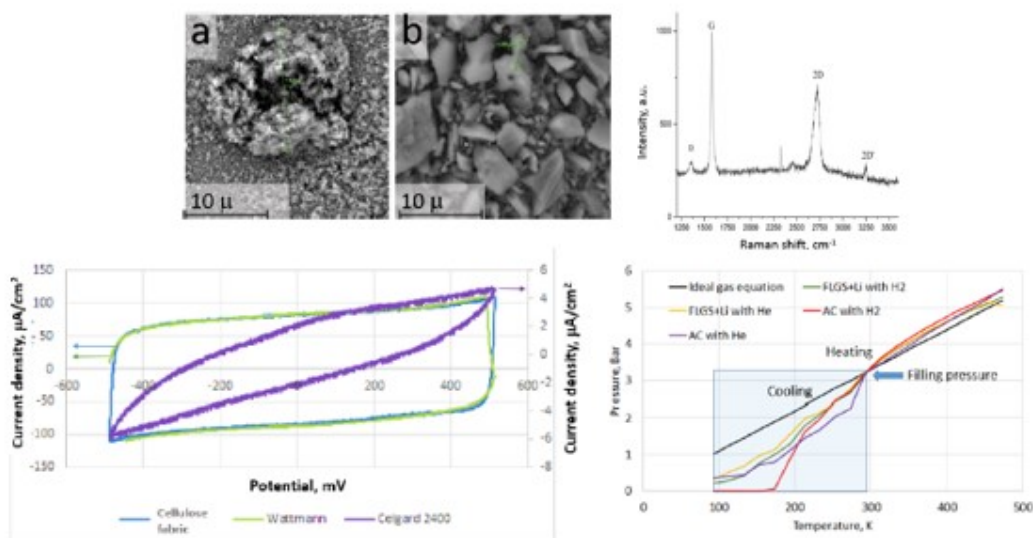 a
b
10 μ
10 μ
Intensity, a.u.
1000
500
0
D
G
2D
2D'
1250 1500 1750 2000 2250 2500 2750 3000 3250 3500
Raman shift, cm-1
Current density, μA/cm2
150
100
50
0
-50
-100
-150
-600 -400 -200 0 200 400 600
6
4
2
0
-2
-4
-6
-8
Current density, μA/cm2
Potential, mV
Cellulose fabric
Wattmann
Celgard 2400
Pressure, Bar
6
5
4
3
2
1
0
Ideal gas equation
FLGS+Li with H2
FLGS+Li with He
AC with H2
AC with He
Heating
Cooling
Filling pressure
0 100 200 300 400 500
Temperature, K